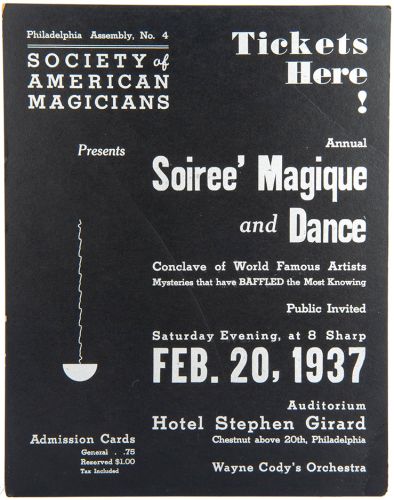 Philadelphia Assembly, No. 4
SOCIETY of
AMERICAN
MAGICIANS
Tickets
Here
!
Presents
Annual
Soiree' Magique
and Dance
Conclave of World Famous Artists
Mysteries that have BAFFLED the Most Knowing
Public Invited
Saturday Evening, at 8 Sharp
FEB. 20, 1937
Auditorium
Hotel Stephen Girard
Chestnut above 20th, Philadelphia
Wayne Cody's Orchestra
Admission Cards
General . .75
Reserved $1.00
Tax Included